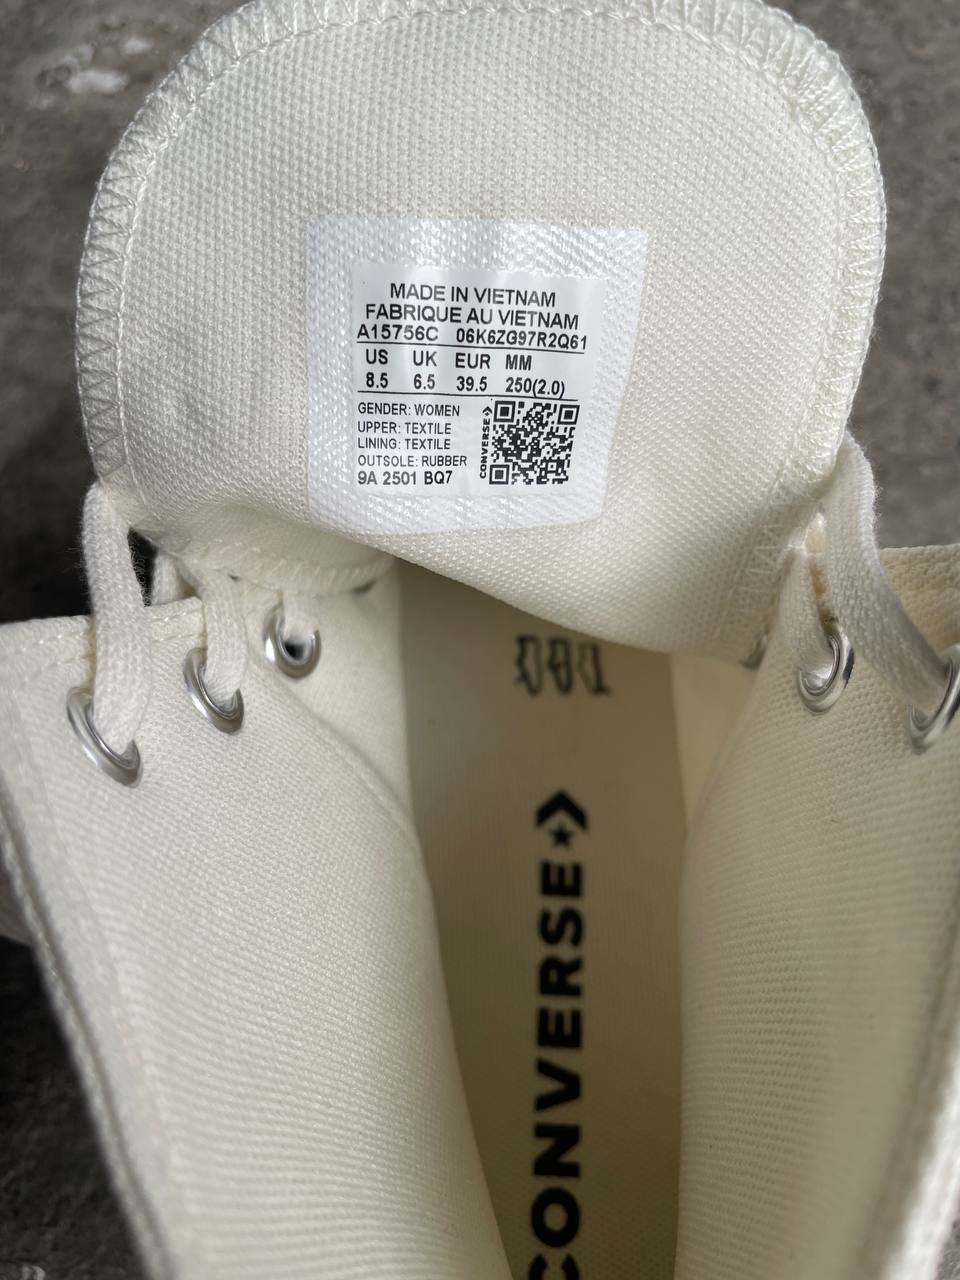 MADE IN VIETNAM
FABRIQUE AU VIETNAM
A15756C 06K6ZG97R2Q61
US UK EUR MM
8.5 6.5 39.5 250(2.0)
GENDER: WOMEN
UPPER: TEXTILE
LINING: TEXTILE
OUTSOLE: RUBBER
9A 2501 BQ7
CONVERSE
CONVERSE